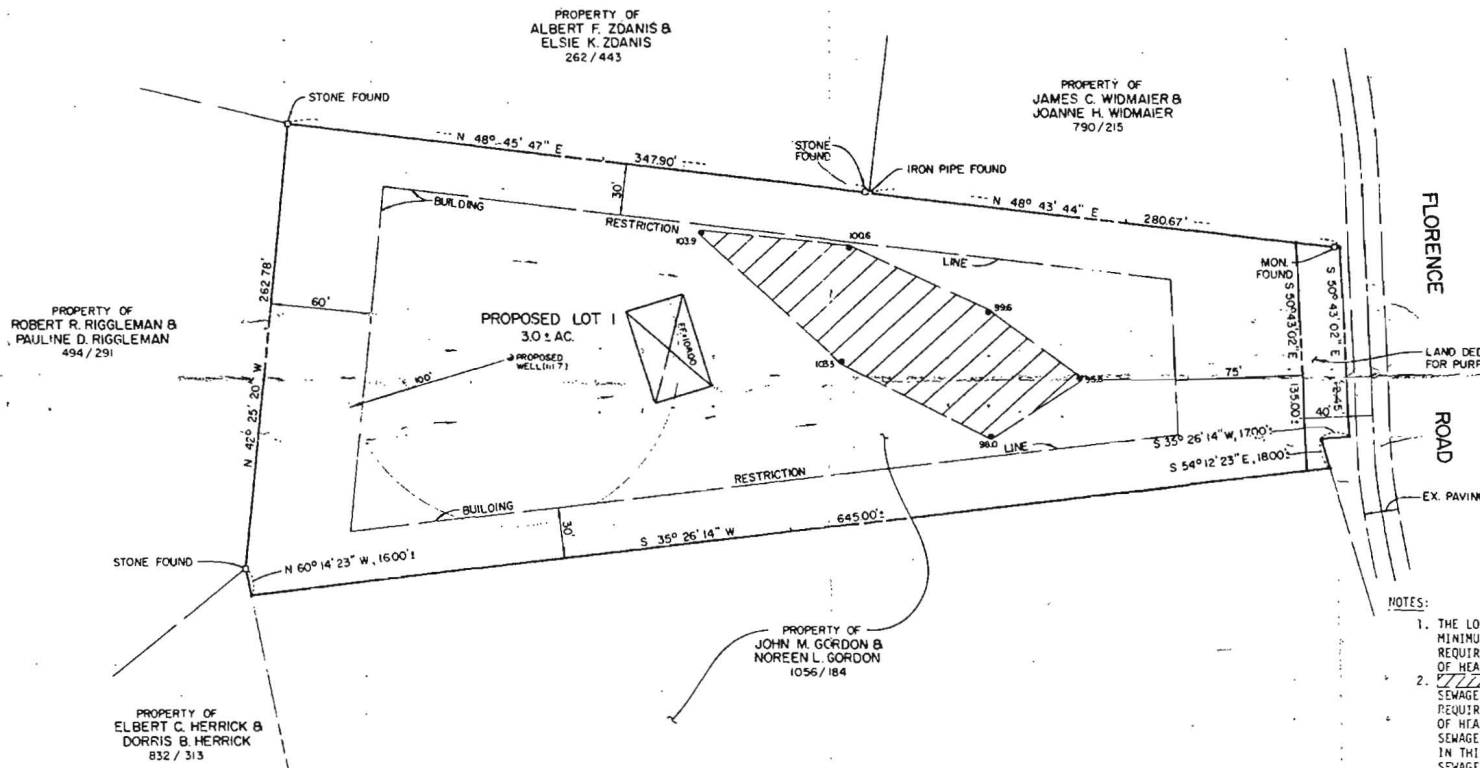 PROPERTY OF
ALBERT F. ZDANIS &
ELSIE K. ZDANIS
262/443
PROPERTY OF
JAMES C. WIDMAIER &
JOANNE H. WIDMAIER
790/215
STONE FOUND
N 48° 45' 47" E
347.90'
STONE
FOUND
IRON PIPE FOUND
N 48° 43' 44" E
280.67'
FLORENCE
ROAD
30'
BUILDING
RESTRICTION
LINE
103.9
100.6
99.6
103.5
98.0
MON.
FOUND
S 50° 43' 02" E
S 50° 43' 02" E, 135.00'±
LAND DED
FOR PURP
262.78'
N 42° 25' 20" W
60'
PROPERTY OF
ROBERT R. RIGGLEMAN &
PAULINE D. RIGGLEMAN
494/291
PROPOSED LOT 1
3.0 ± AC.
PROPOSED
WELL
100'
75'
40'
S 35° 26' 14" W, 17.00'±
S 54° 12' 23" E, 18.00'±
LINE
RESTRICTION
BUILDING
EX. PAVING
30'
S 35° 26' 14" W
645.00'±
STONE FOUND
N 60° 14' 23" W, 16.00'±
PROPERTY OF
JOHN M. GORDON &
NOREEN L. GORDON
1056/184
PROPERTY OF
ELBERT C. HERRICK &
DORRIS B. HERRICK
832/313
NOTES:
1. THE LO
MINIMU
REQUIR
OF HEA
2.
SEWAGE
REQUIR
OF HEA
SEWAGE
IN THI
SEWAGE